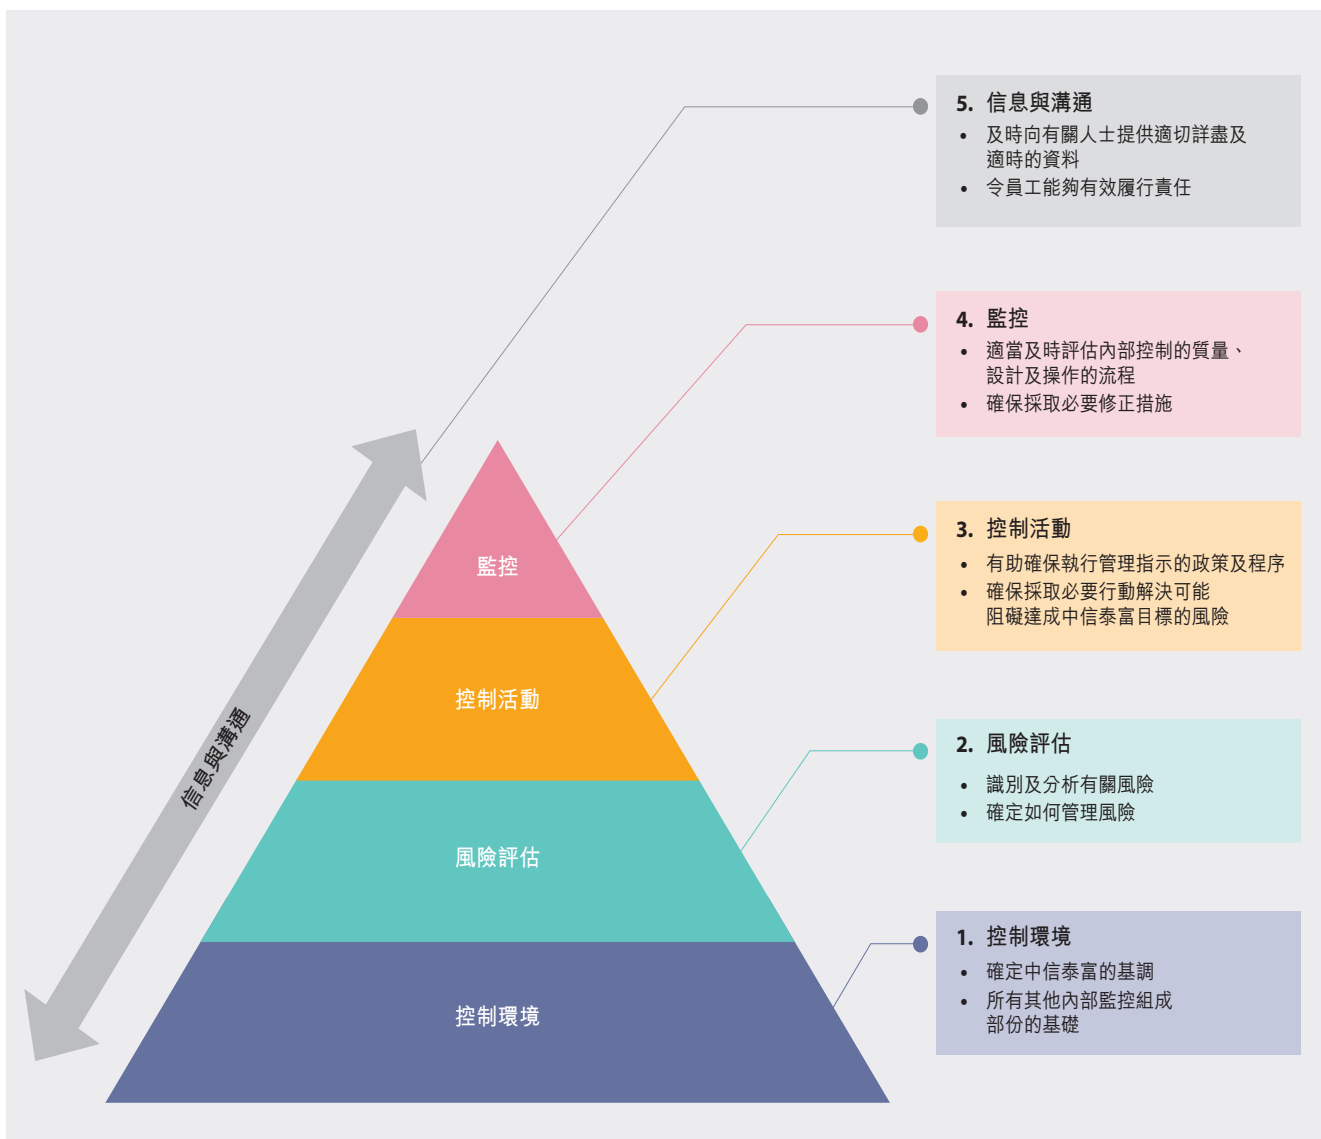 5. 信息與溝通
• 及時向有關人士提供適切詳盡及
適時的資料
• 令員工能夠有效履行責任
4. 監控
• 適當及時評估內部控制的質量、
設計及操作的流程
• 確保採取必要修正措施
3. 控制活動
• 有助確保執行管理指示的政策及程序
• 確保採取必要行動解決可能
阻礙達成中信泰富目標的風險
2. 風險評估
• 識別及分析有關風險
• 確定如何管理風險
1. 控制環境
• 確定中信泰富的基調
• 所有其他內部監控組成
部份的基礎
信息與溝通
監控
控制活動
風險評估
控制環境